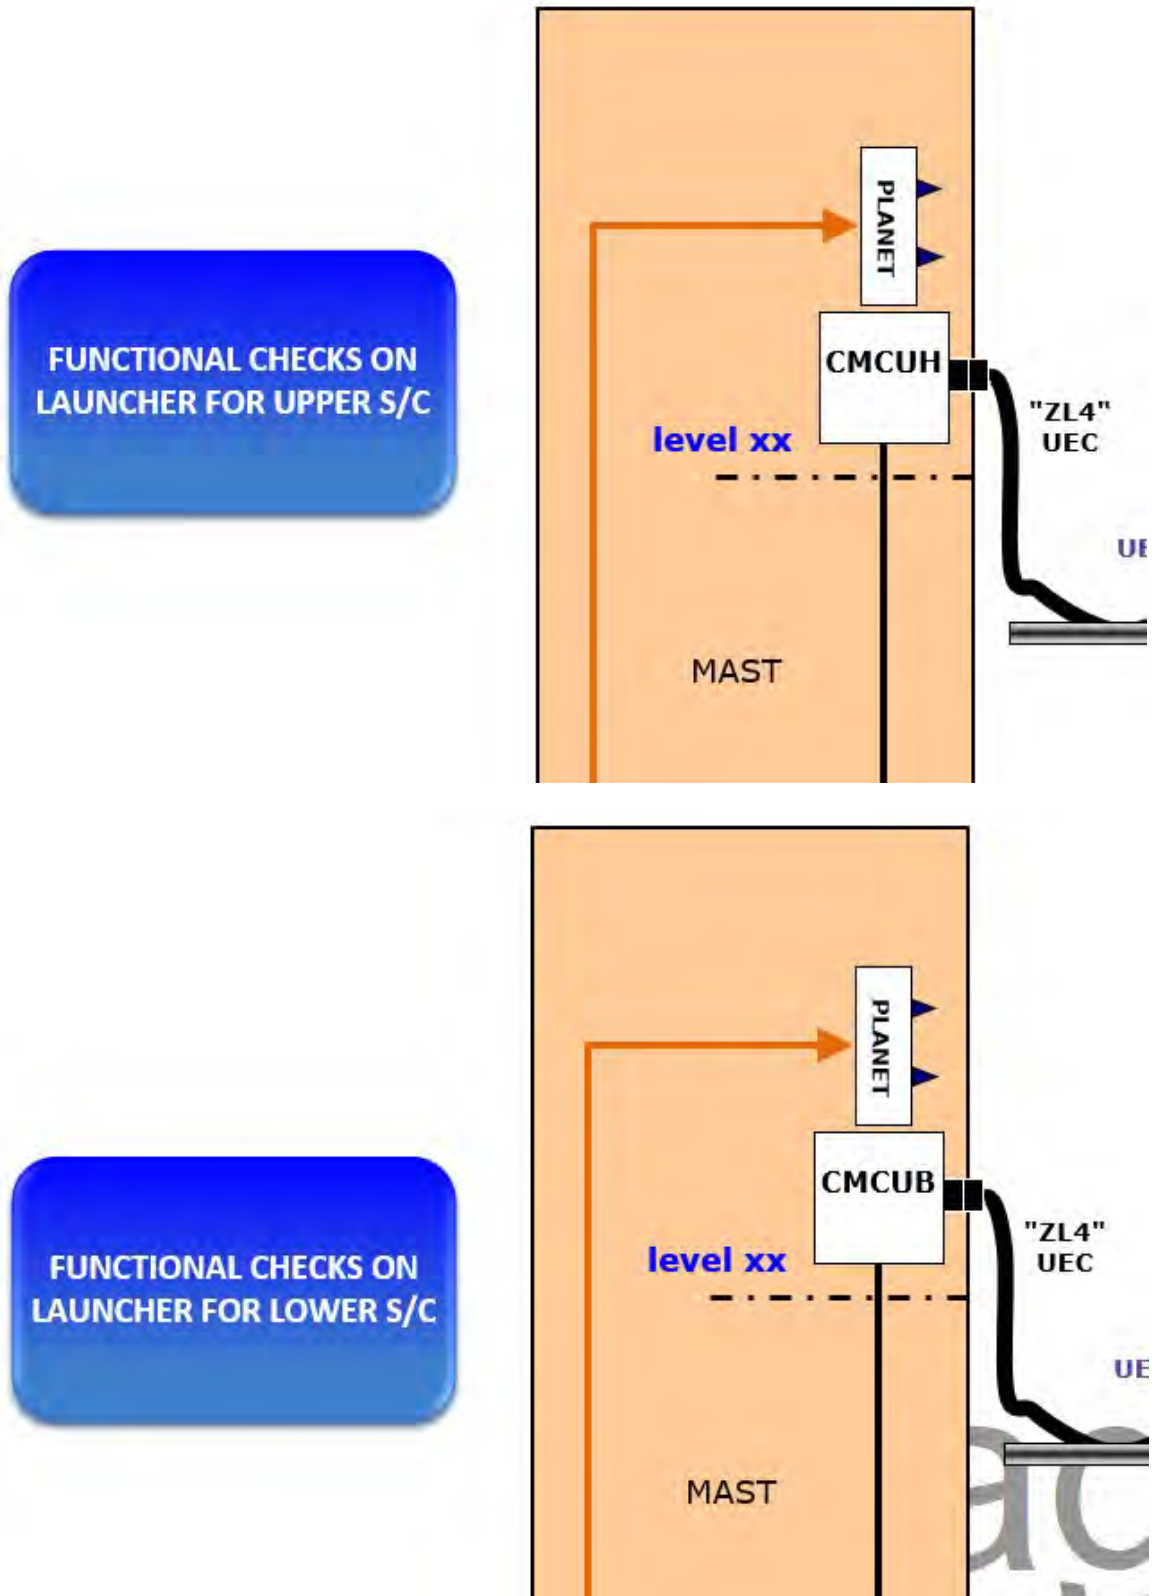 PLANET
FUNCTIONAL CHECKS ON
LAUNCHER FOR UPPER S/C
CMCUH
"ZL4"
UEC
level xx
MAST
PLANET
FUNCTIONAL CHECKS ON
LAUNCHER FOR LOWER S/C
CMCUB
"ZL4"
UEC
level xx
MAST